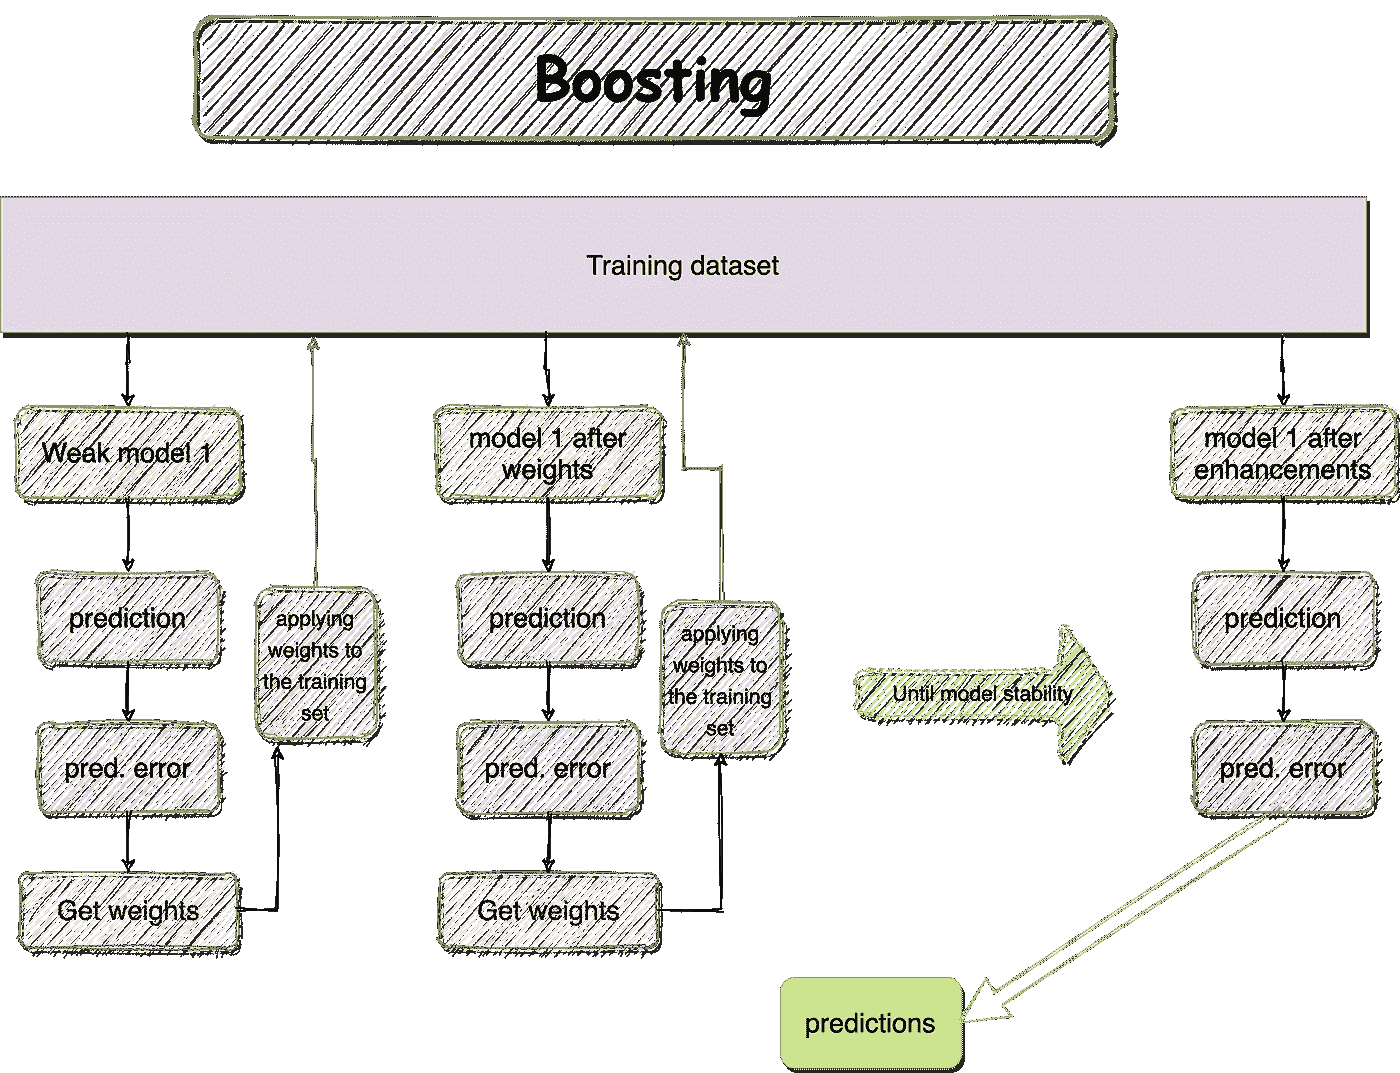 Boosting
Training dataset
Weak model 1
prediction
pred. error
Get weights
applying
weights to
the training
set
model 1 after
weights
prediction
pred. error
Get weights
applying
weights to
the training
set
Until model stability
model 1 after
enhancements
prediction
pred. error
predictions